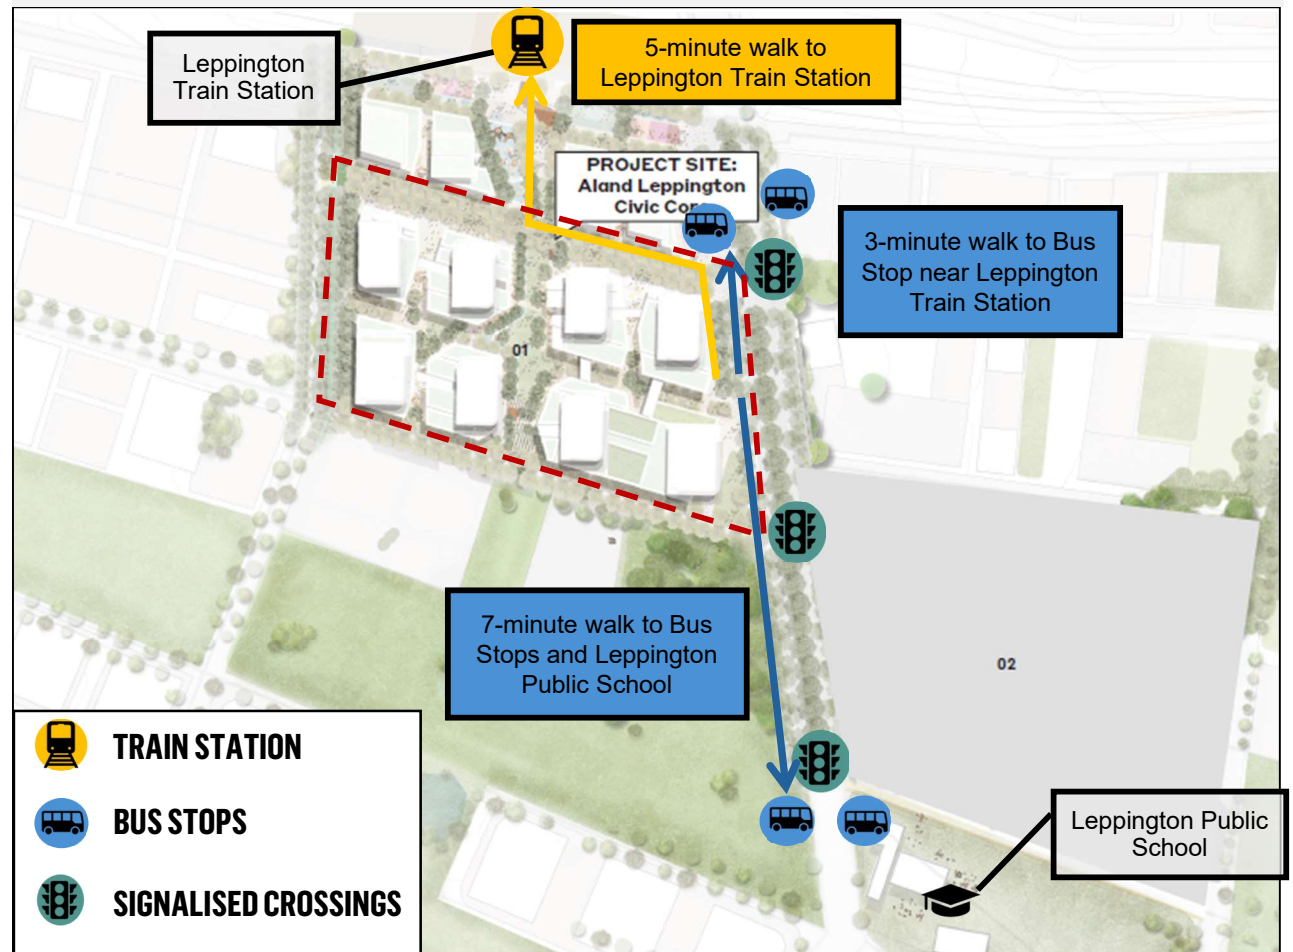 Leppington
Train Station
5-minute walk to
Leppington Train Station
PROJECT SITE:
Aland Leppington
Civic
3-minute walk to Bus
Stop near Leppington
Train Station
01
7-minute walk to Bus
Stops and Leppington
Public School
02
TRAIN STATION
BUS STOPS
SIGNALISED CROSSINGS
Leppington Public
School